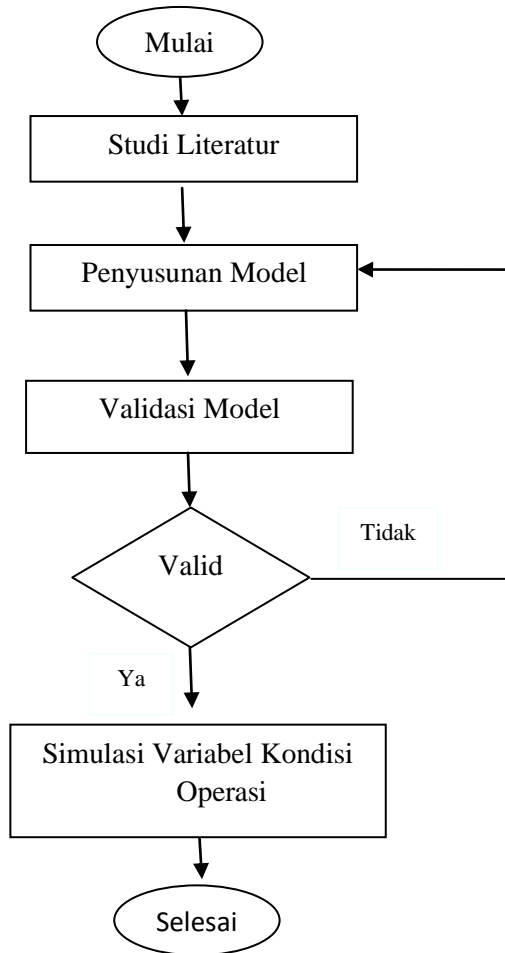 Mulai
Studi Literatur
Penyusunan Model
Validasi Model
Valid
Tidak
Ya
Simulasi Variabel Kondisi
Operasi
Selesai